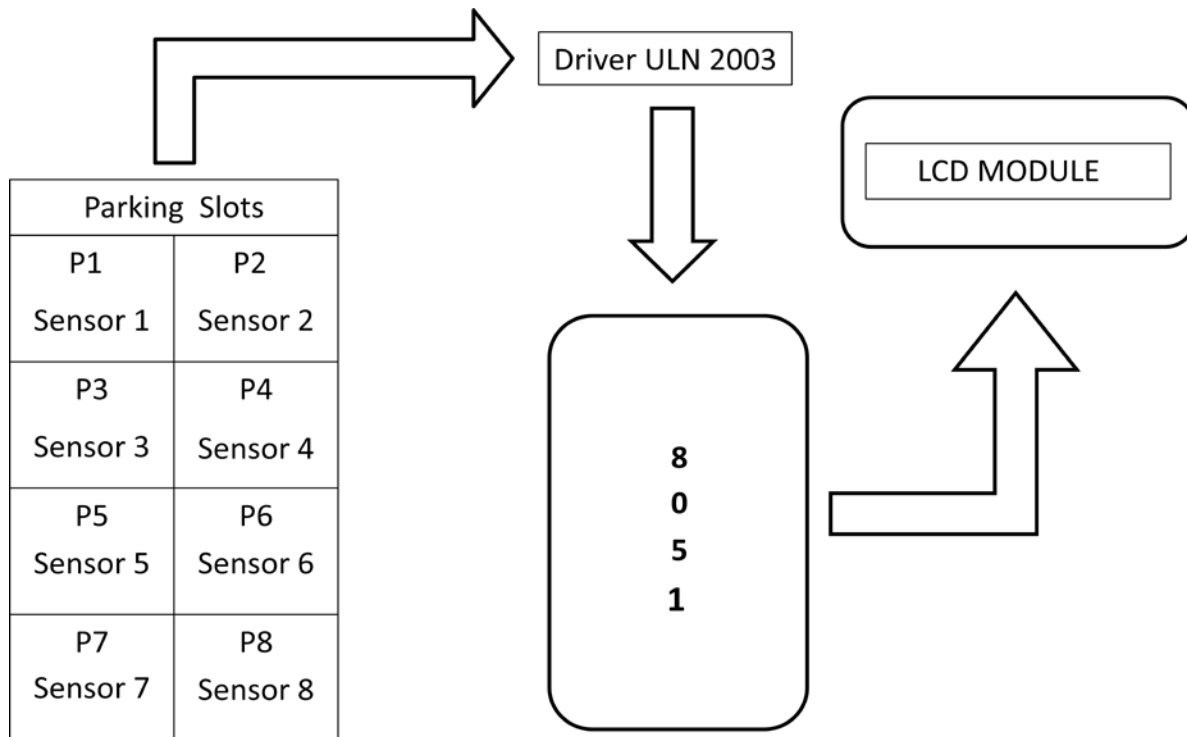 Driver ULN 2003
LCD MODULE
Parking Slots
P1 P2
Sensor 1 Sensor 2
P3 P4
Sensor 3 Sensor 4
P5 P6
Sensor 5 Sensor 6
P7 P8
Sensor 7 Sensor 8
8
0
5
1